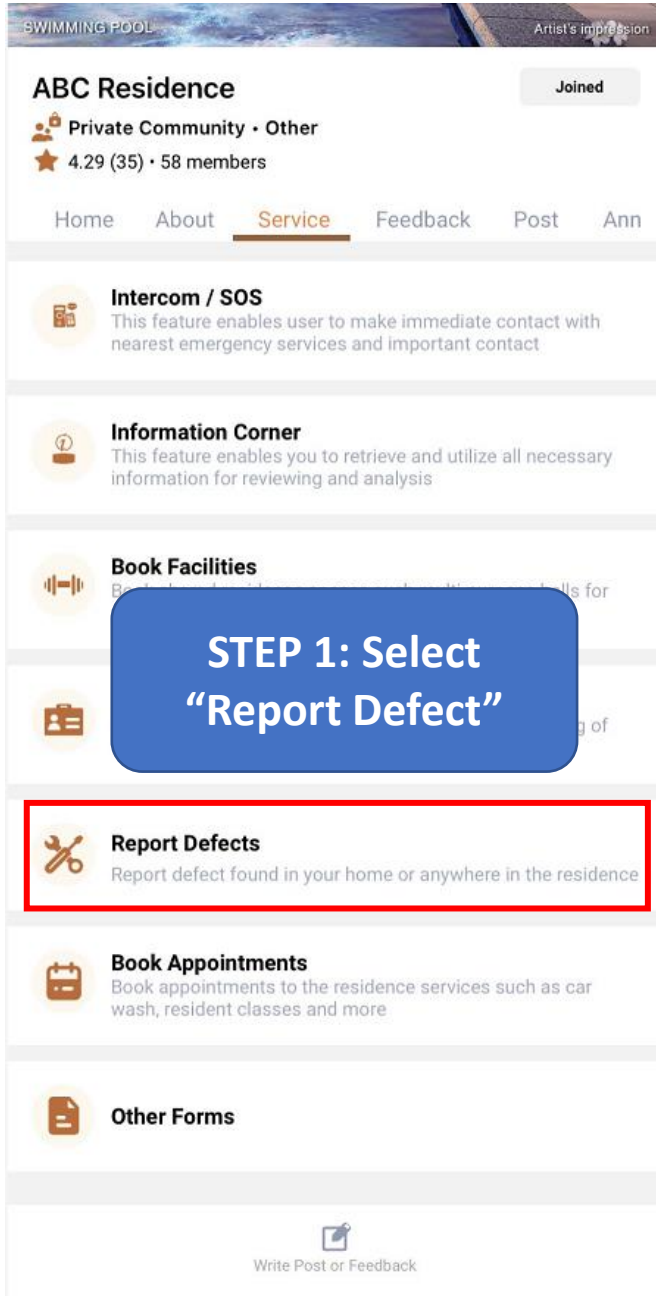 SWIMMING POOL
Artist's impression
ABC Residence
Joined
Private Community • Other
4.29 (35) • 58 members
Home About Service Feedback Post Ann
Intercom / SOS
This feature enables user to make immediate contact with
nearest emergency services and important contact
Information Corner
This feature enables you to retrieve and utilize all necessary
information for reviewing and analysis
Book Facilities
for
STEP 1: Select
“Report Defect”
of
Report Defects
Report defect found in your home or anywhere in the residence
Book Appointments
Book appointments to the residence services such as car
wash, resident classes and more
Other Forms
Write Post or Feedback